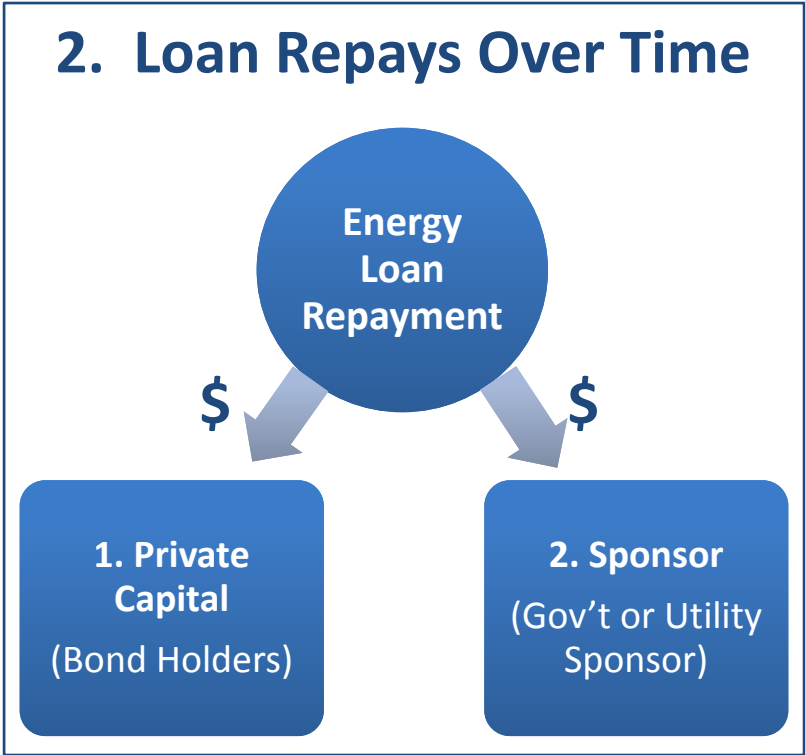 2. Loan Repays Over Time
Energy
Loan
Repayment
$
$
1. Private
Capital
(Bond Holders)
2. Sponsor
(Gov’t or Utility
Sponsor)